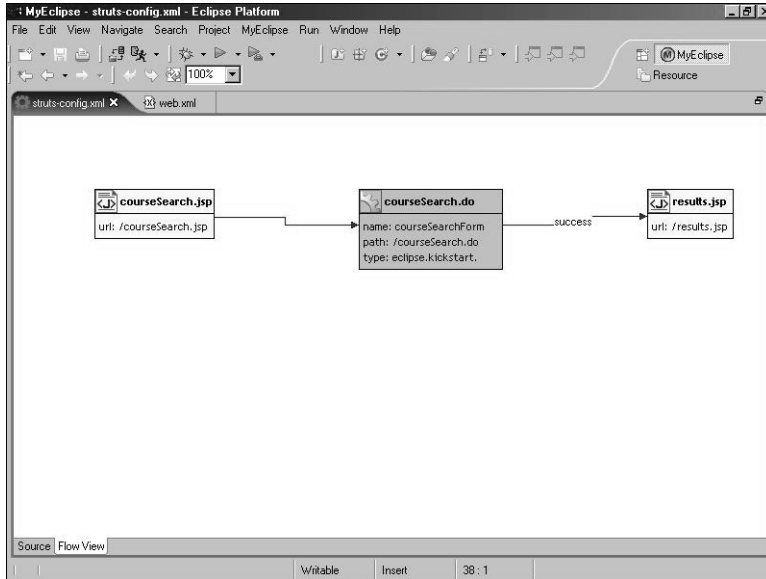 MyEclipse - struts-config.xml - Eclipse Platform
File Edit View Navigate Search Project MyEclipse Run Window Help
MyEclipse
100%
Resource
struts-config.xml
web.xml
courseSearch.jsp
url: /courseSearch.jsp
courseSearch.do
name: courseSearchForm
path: /courseSearch.do
type: eclipse.kickstart.
success
results.jsp
url: /results.jsp
Source Flow View
Writable Insert 38 : 1